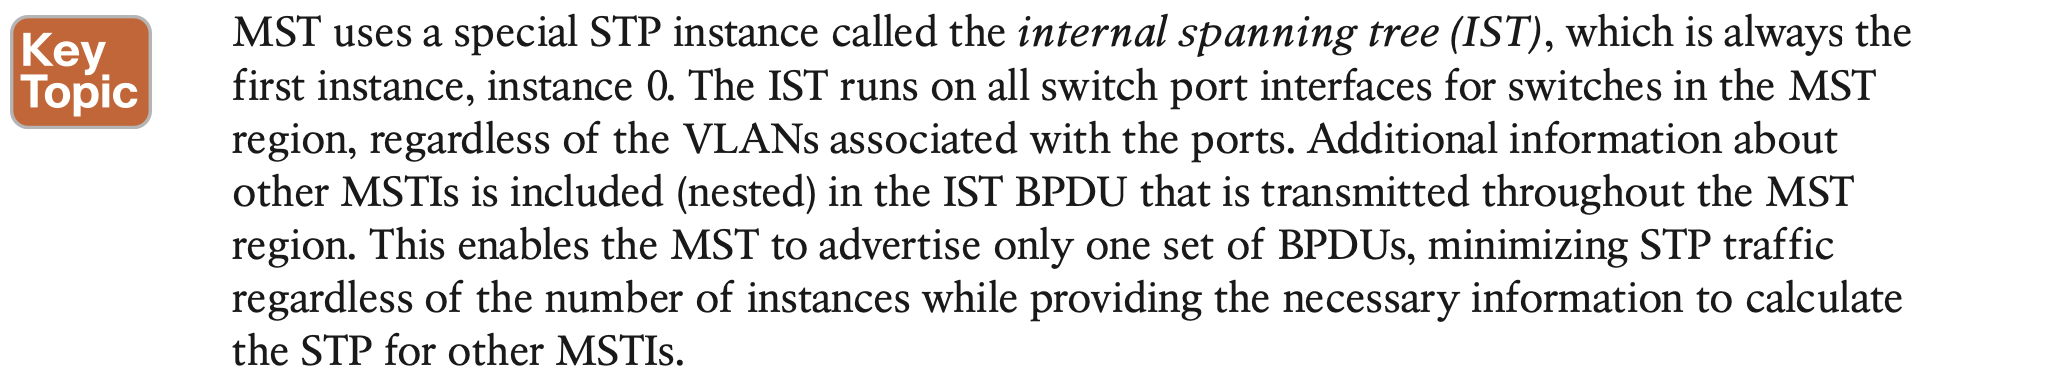 Key
Topic
MST uses a special STP instance called the internal spanning tree (IST), which is always the
first instance, instance 0. The IST runs on all switch port interfaces for switches in the MST
region, regardless of the VLANs associated with the ports. Additional information about
other MSTIs is included (nested) in the IST BPDU that is transmitted throughout the MST
region. This enables the MST to advertise only one set of BPDUs, minimizing STP traffic
regardless of the number of instances while providing the necessary information to calculate
the STP for other MSTIs.